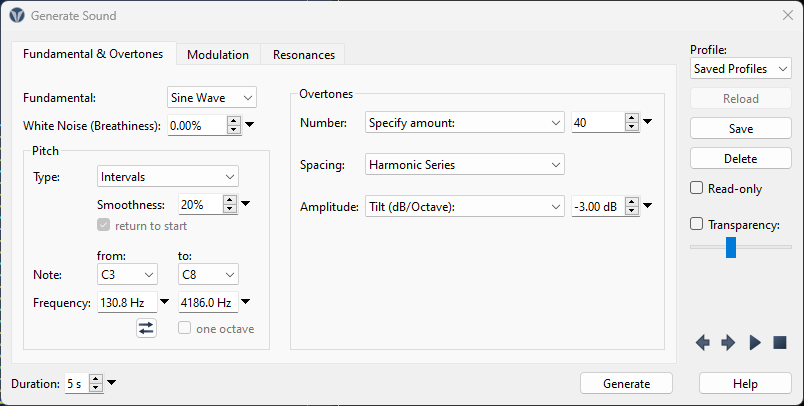 Generate Sound
Fundamental & Overtones Modulation Resonances
Profile:
Saved Profiles
Reload
Save
Delete
Read-only
Transparency:
Fundamental: Sine Wave
White Noise (Breathiness): 0.00%
Pitch
Type: Intervals
Smoothness: 20%
return to start
from: to:
Note: C3 C8
Frequency: 130.8 Hz 4186.0 Hz
one octave
Overtones
Number: Specify amount: 40
Spacing: Harmonic Series
Amplitude: Tilt (dB/Octave): -3.00 dB
Duration: 5 s
Generate
Help